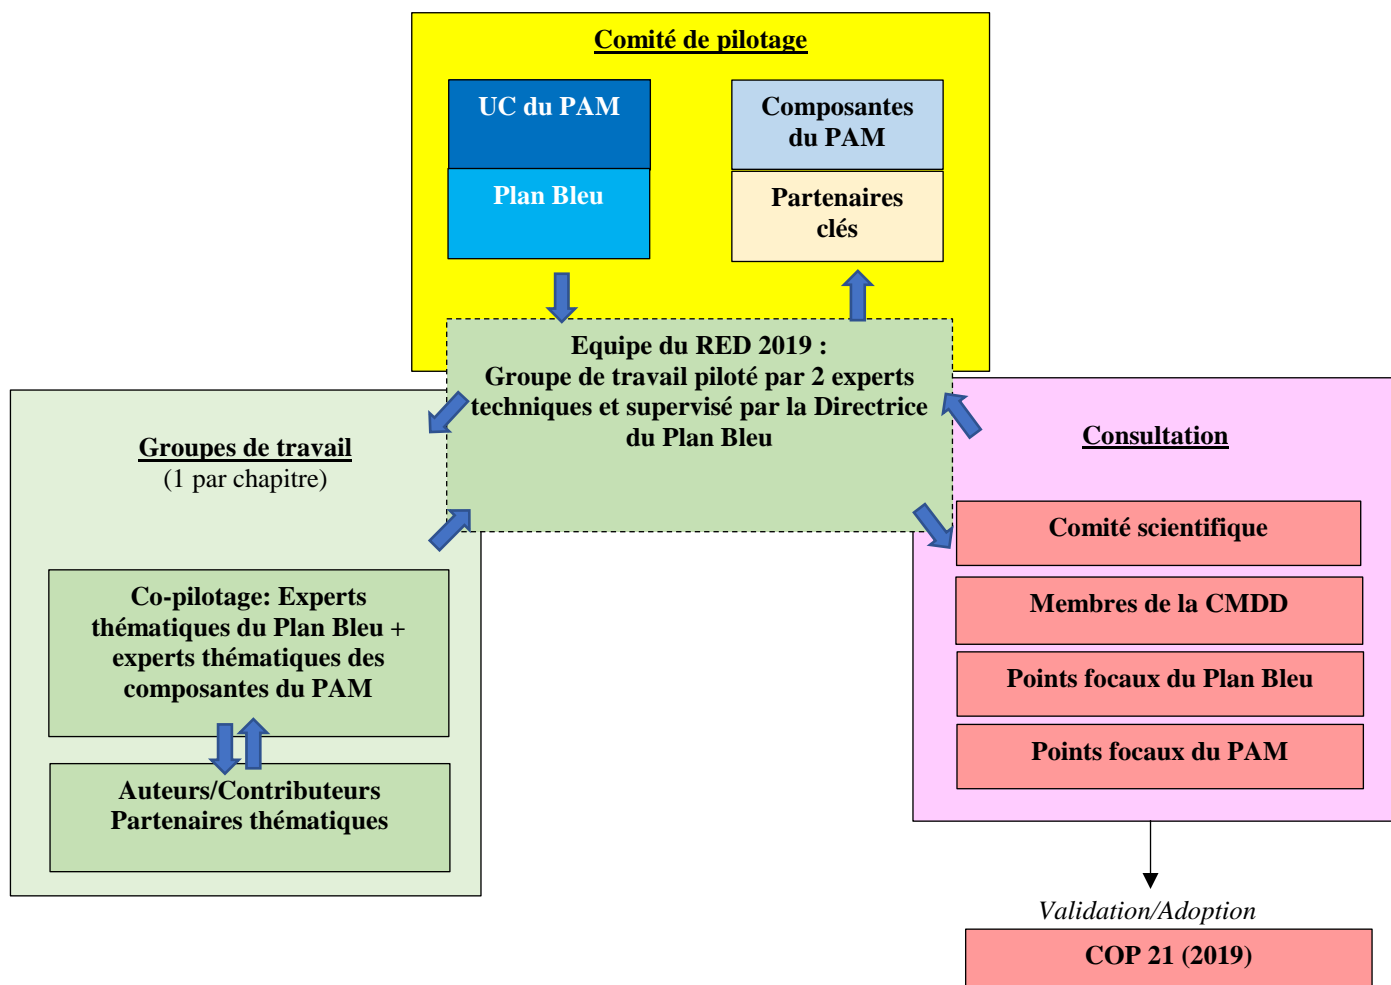 Comité de pilotage
UC du PAM
Plan Bleu
Composantes
du PAM
Partenaires
clés
Equipe du RED 2019 :
Groupe de travail piloté par 2 experts
techniques et supervisé par la Directrice
du Plan Bleu
Groupes de travail
(1 par chapitre)
Co-pilotage: Experts
thématiques du Plan Bleu +
experts thématiques des
composantes du PAM
Auteurs/Contributeurs
Partenaires thématiques
Consultation
Comité scientifique
Membres de la CMDD
Points focaux du Plan Bleu
Points focaux du PAM
Validation/Adoption
COP 21 (2019)